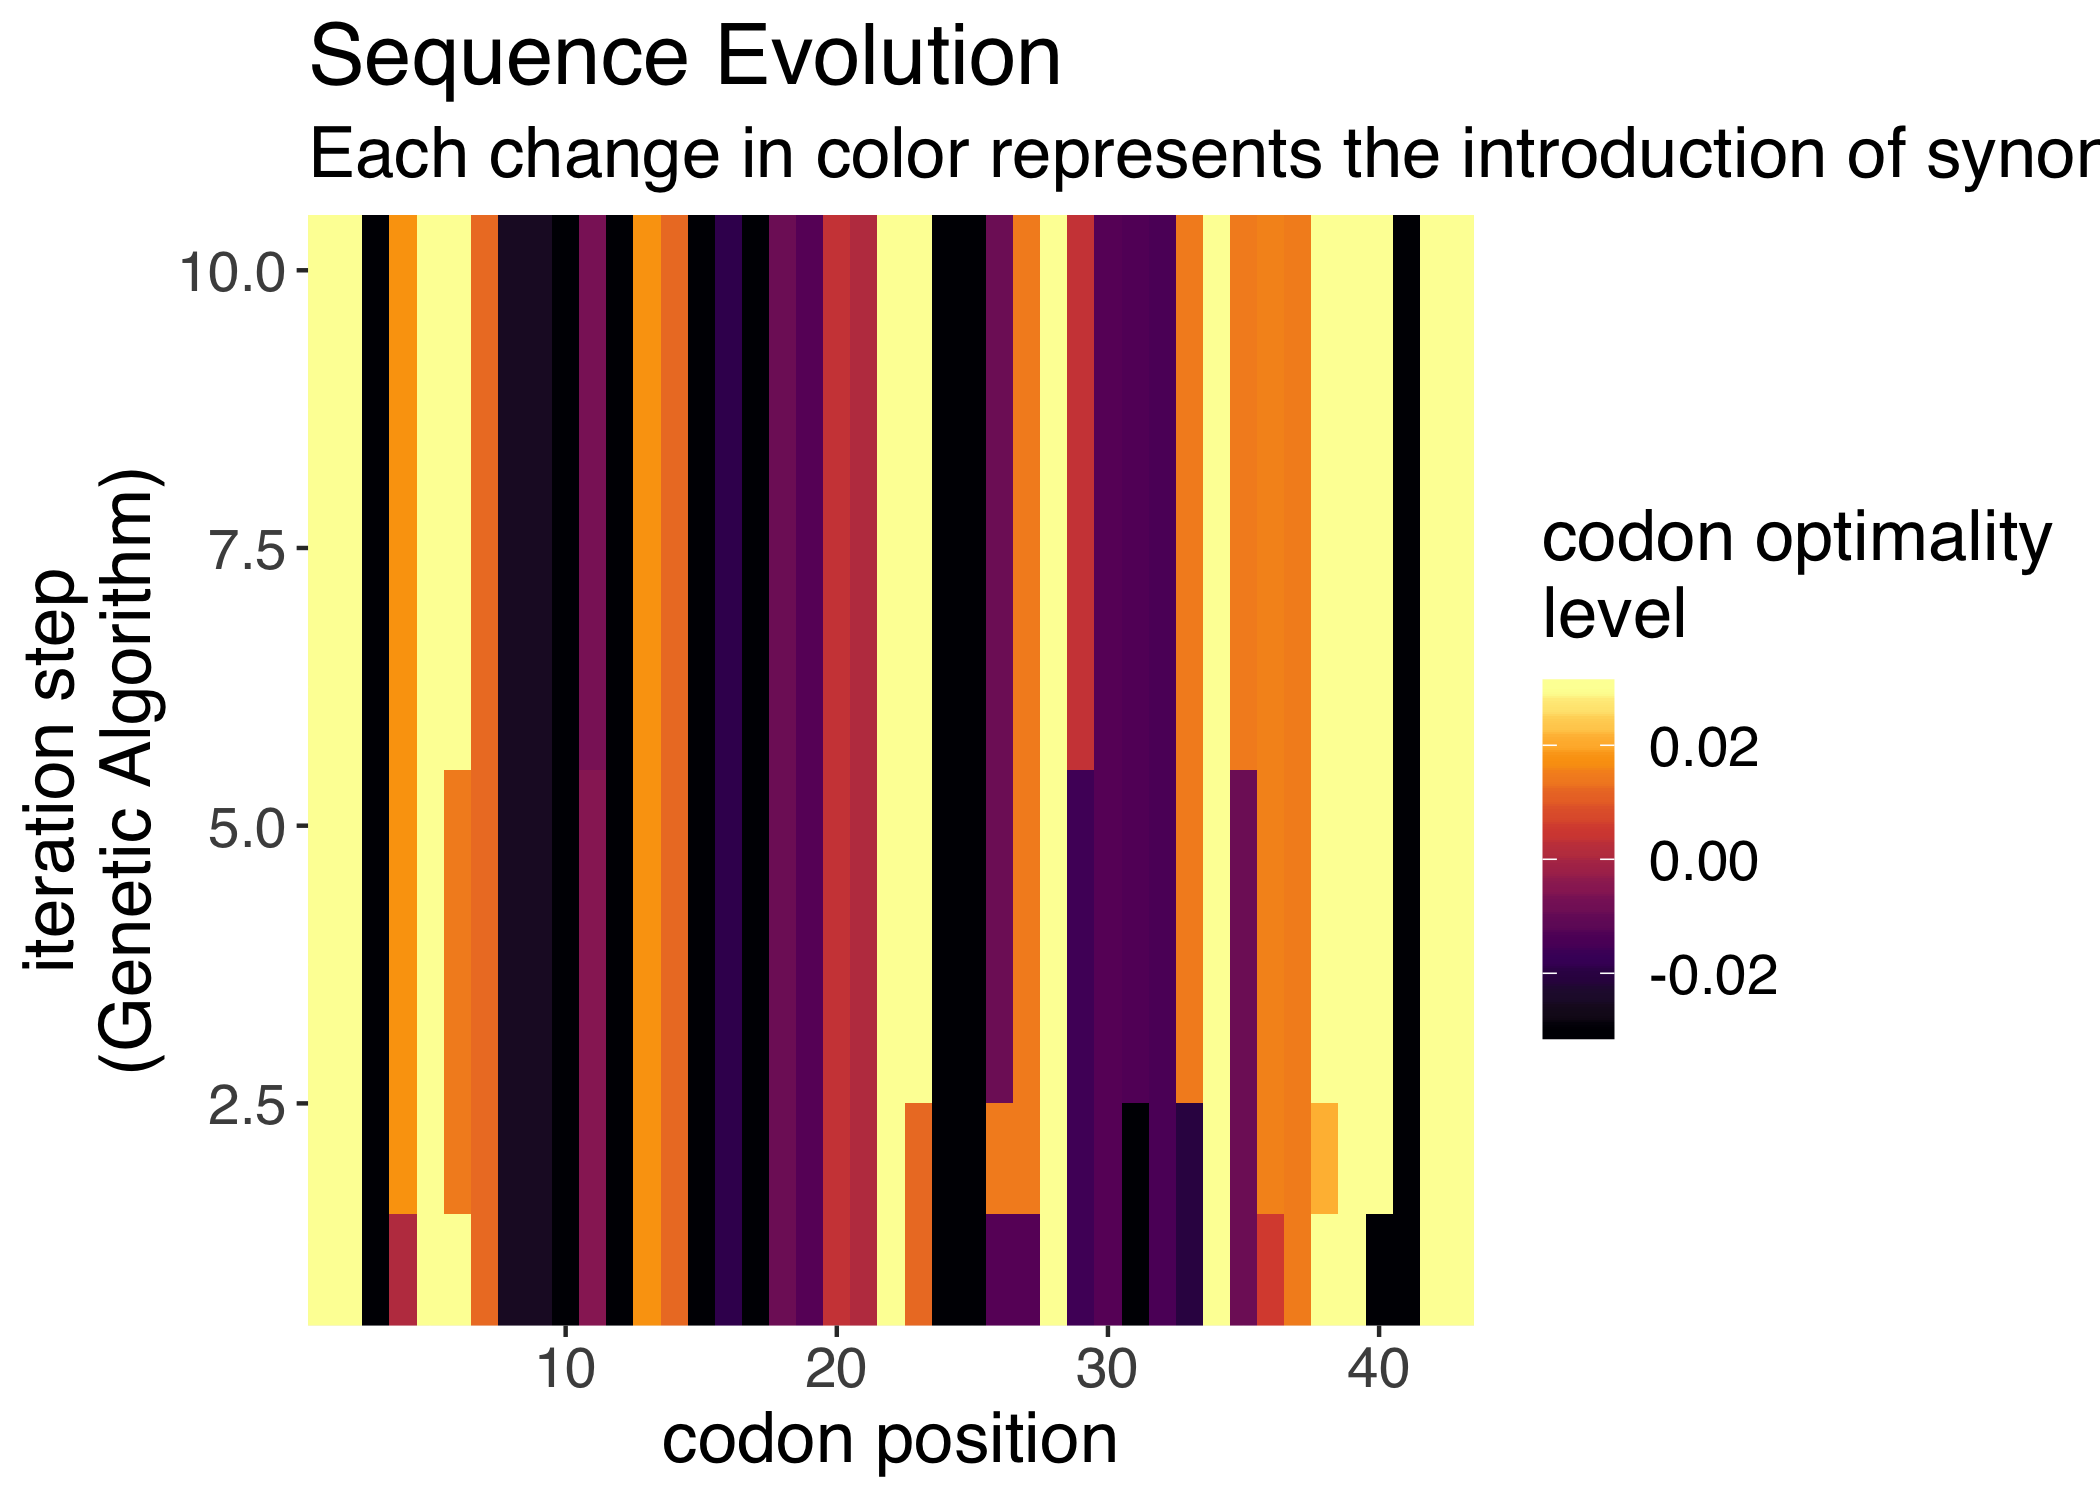 Sequence Evolution
Each change in color represents the introduction of
10.0
7.5
5.0
2.5
iteration step
(Genetic Algorithm)
10
20
30
40
codon position
codon optimality
level
0.02
0.00
-0.02